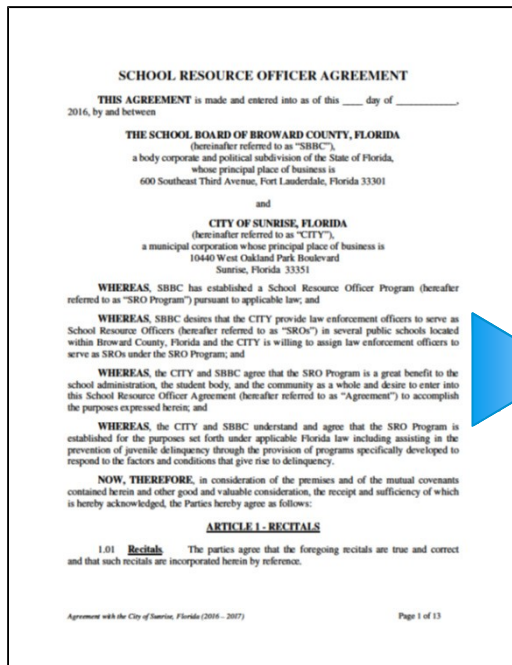 SCHOOL RESOURCE OFFICER AGREEMENT
THIS AGREEMENT is made and entered into as of this ____ day of ____________,
2016, by and between
THE SCHOOL BOARD OF BROWARD COUNTY, FLORIDA
(hereinafter referred to as “SBBC”),
a body corporate and political subdivision of the State of Florida,
whose principal place of business is
600 Southeast Third Avenue, Fort Lauderdale, Florida 33301
and
CITY OF SUNRISE, FLORIDA
(hereinafter referred to as “CITY”),
a municipal corporation whose principal place of business is
10440 West Oakland Park Boulevard
Sunrise, Florida 33351
WHEREAS, SBBC has established a School Resource Officer Program (hereafter
referred to as “SRO Program”) pursuant to applicable law; and
WHEREAS, SBBC desires that the CITY provide law enforcement officers to serve as
School Resource Officers (hereafter referred to as “SROs”) in several public schools located
within Broward County, Florida and the CITY is willing to assign law enforcement officers to
serve as SROs under the SRO Program; and
WHEREAS, the CITY and SBBC agree that the SRO Program is a great benefit to the
school administration, the student body, and the community as a whole and desire to enter into
this School Resource Officer Agreement (hereafter referred to as “Agreement”) to accomplish
the purposes expressed herein; and
WHEREAS, the CITY and SBBC understand and agree that the SRO Program is
established for the purposes set forth under applicable Florida law including assisting in the
prevention of juvenile delinquency through the provision of programs specifically developed to
respond to the factors and conditions that give rise to delinquency.
NOW, THEREFORE, in consideration of the premises and of the mutual covenants
contained herein and other good and valuable consideration, the receipt and sufficiency of which
is hereby acknowledged, the Parties hereby agree as follows:
ARTICLE 1 - RECITALS
1.01 Recitals. The parties agree that the foregoing recitals are true and correct
and that such recitals are incorporated herein by reference.
Agreement with the City of Sunrise, Florida (2016 – 2017) Page 1 of 13